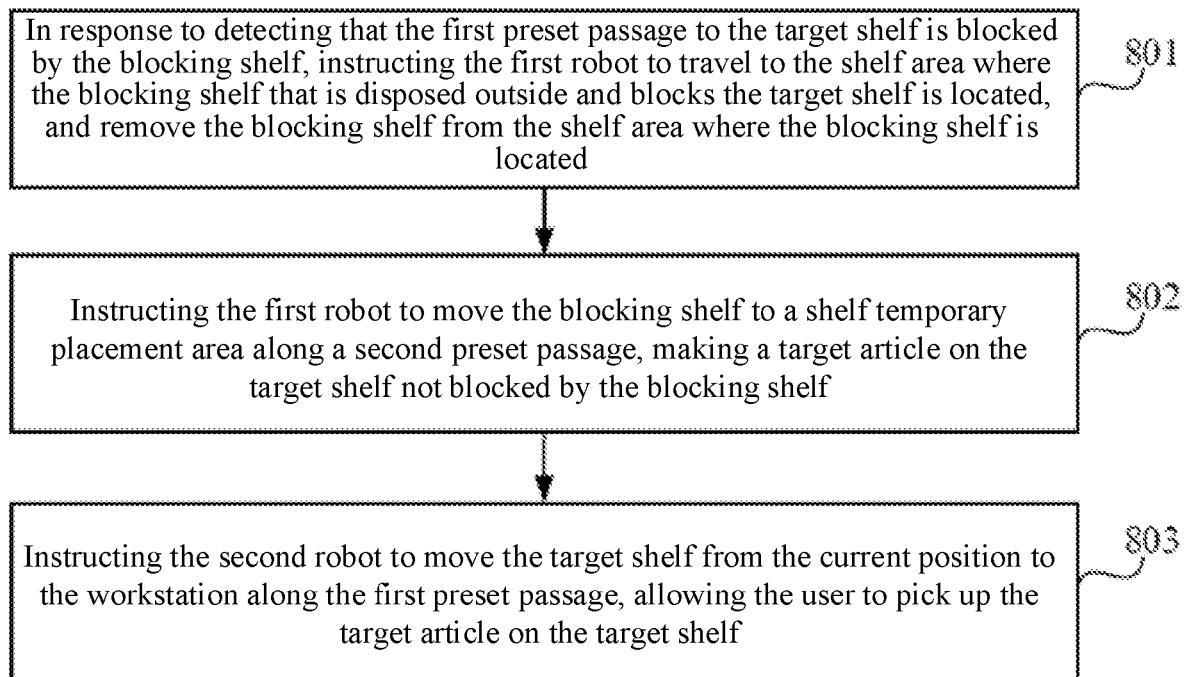 In response to detecting that the first preset passage to the target shelf is blocked
by the blocking shelf, instructing the first robot to travel to the shelf area where
the blocking shelf that is disposed outside and blocks the target shelf is located,
and remove the blocking shelf from the shelf area where the blocking shelf is
located
801
Instructing the first robot to move the blocking shelf to a shelf temporary
placement area along a second preset passage, making a target article on the
target shelf not blocked by the blocking shelf
802
Instructing the second robot to move the target shelf from the current position to
the workstation along the first preset passage, allowing the user to pick up the
target article on the target shelf
803